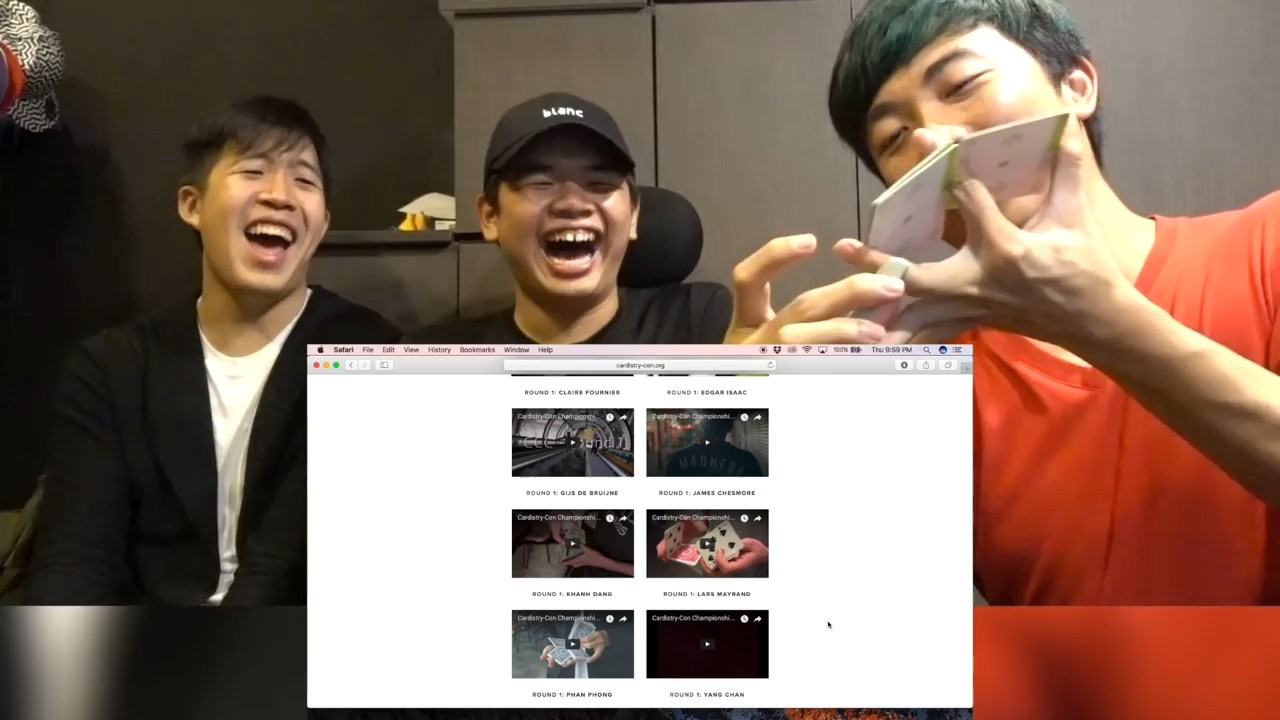 blanc
Safari File Edit View History Bookmarks Window Help 100% Thu 9:59 PM
cardistry-con.org
ROUND 1: CLAIRE FOURNIER ROUND 1: EDGAR ISAAC
Cardistry-Con Championshi... Cardistry-Con Championshi...
MADNESS
ROUND 1: GIJS DE BRUIJNE ROUND 1: JAMES CHESMORE
Cardistry-Con Championshi... Cardistry-Con Championshi...
ROUND 1: KHANH DANG ROUND 1: LARS MAYRAND
Cardistry-Con Championshi... Cardistry-Con Championshi...
ROUND 1: PHAN PHONG ROUND 1: YANG CHAN